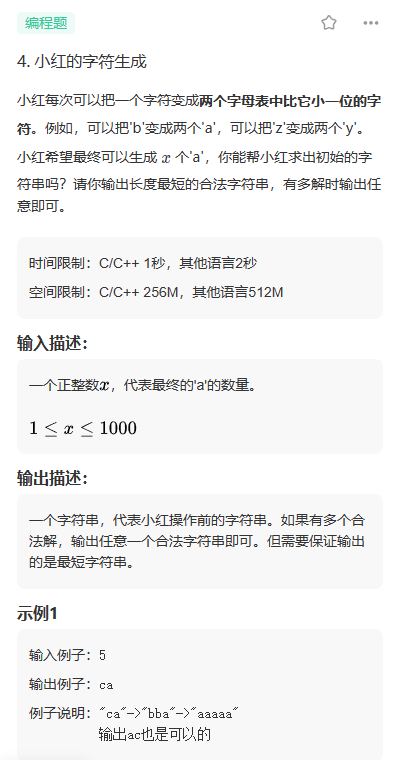 编程题
4. 小红的字符生成
小红每次可以把一个字符变成两个字母表中比它小一位的字
符。例如，可以把'b'变成两个'a'，可以把'z'变成两个'y'。
小红希望最终可以生成 x 个'a'，你能帮小红求出初始的字
符串吗？请你输出长度最短的合法字符串，有多解时输出任
意即可。
时间限制：C/C++ 1秒，其他语言2秒
空间限制：C/C++ 256M，其他语言512M
输入描述：
一个正整数x，代表最终的'a'的数量。
1 ≤ x ≤ 1000
输出描述：
一个字符串，代表小红操作前的字符串。如果有多个合
法解，输出任意一个合法字符串即可。但需要保证输出
的是最短字符串。
示例1
输入例子：5
输出例子：ca
例子说明："ca"->"bba"->"aaaaa"
输出ac也是可以的